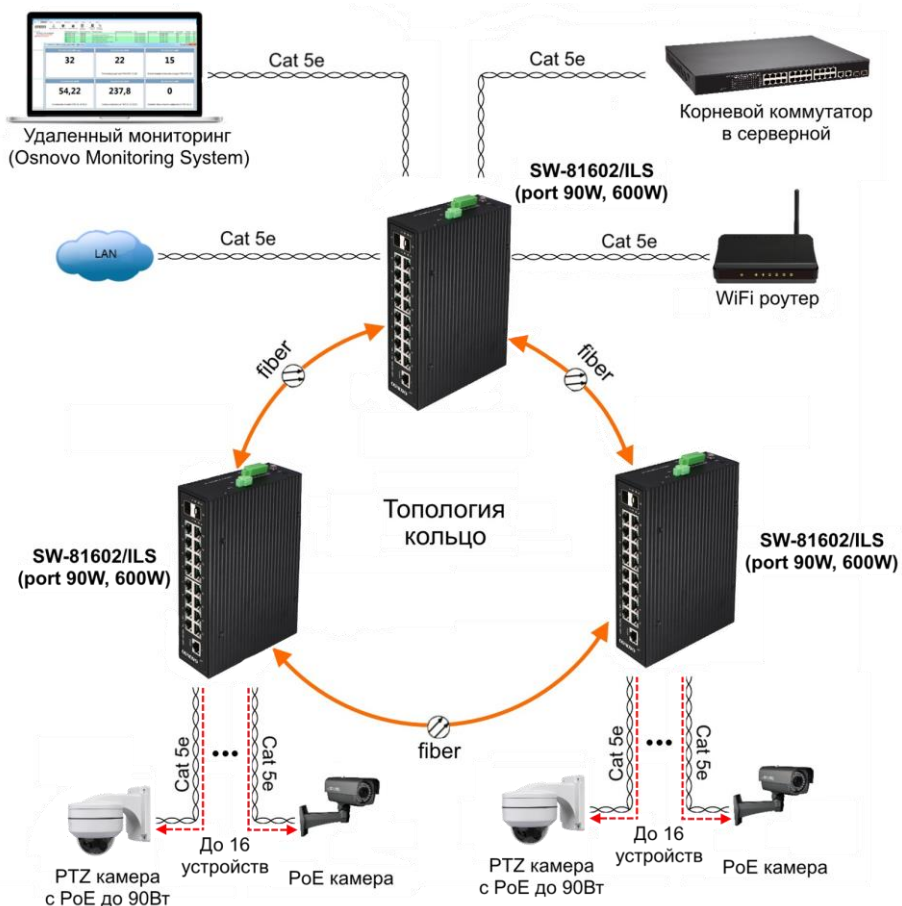 32
22
15
54,22
237,8
0
Удаленный мониторинг
(Osnovo Monitoring System)
Cat 5e
Cat 5e
Корневой коммутатор
в серверной
SW-81602/ILS
(port 90W, 600W)
LAN
Cat 5e
Cat 5e
WiFi роутер
fiber
fiber
Топология
кольцо
SW-81602/ILS
(port 90W, 600W)
SW-81602/ILS
(port 90W, 600W)
fiber
Cat 5e
Cat 5e
Cat 5e
Cat 5e
До 16
устройств
До 16
устройств
PTZ камера
с PoE до 90Вт
PoE камера
PTZ камера
с PoE до 90Вт
PoE камера